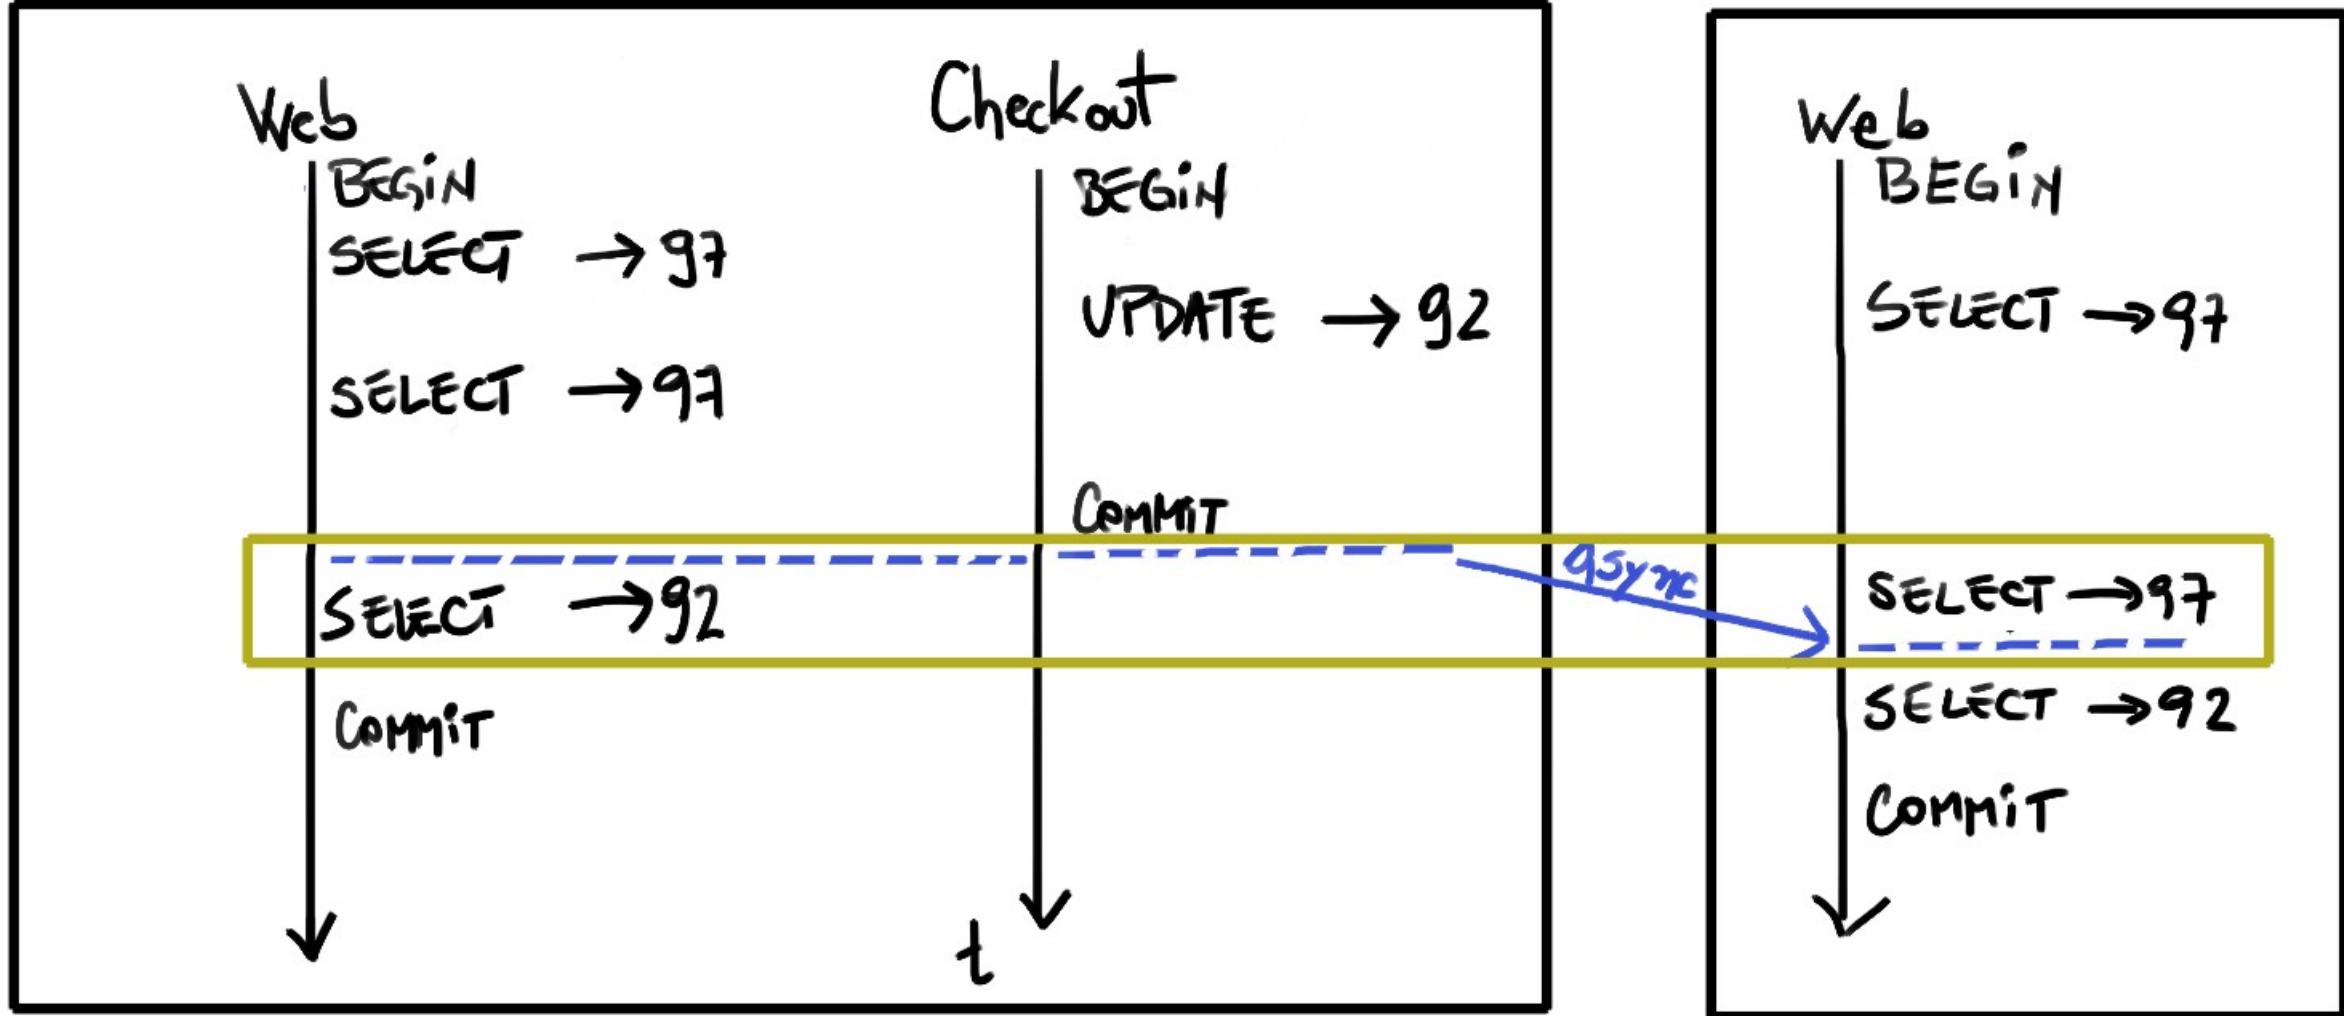 Web
BEGIN
SELECT → 97
SELECT → 97
SELECT → 92
COMMIT
Checkout
BEGIN
UPDATE → 92
COMMIT
t
async
Web
BEGIN
SELECT → 97
SELECT → 97
SELECT → 92
COMMIT